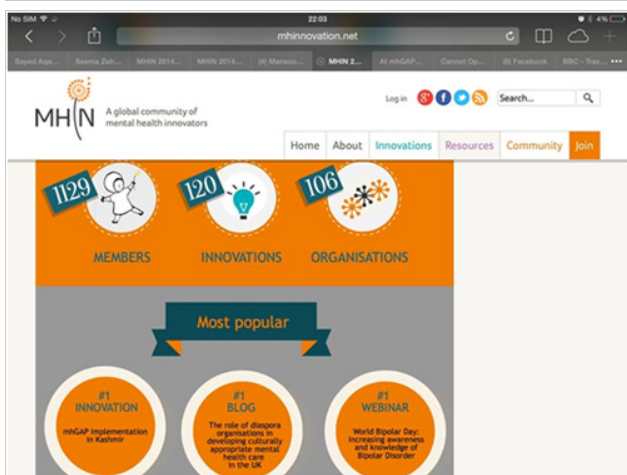 No SIM 22:03 4%
mhinnovation.net
Sayed Aqe... Seema Zeh... MHIN 2014... MHIN 2014... (4) Manson... MHIN 2... At mhGAP... Cannot Op... (5) Facebook BBC - Trav...
MHIN A global community of
mental health innovators
Log in Search...
Home About Innovations Resources Community Join
1129 120 106
MEMBERS INNOVATIONS ORGANISATIONS
Most popular
#1
INNOVATION
mhGAP Implementation
in Kashmir
#1
BLOG
The role of diaspora
organisations in
developing culturally
appropriate mental
health care
in the UK
#1
WEBINAR
World Bipolar Day:
Increasing awareness
and knowledge of
Bipolar Disorder